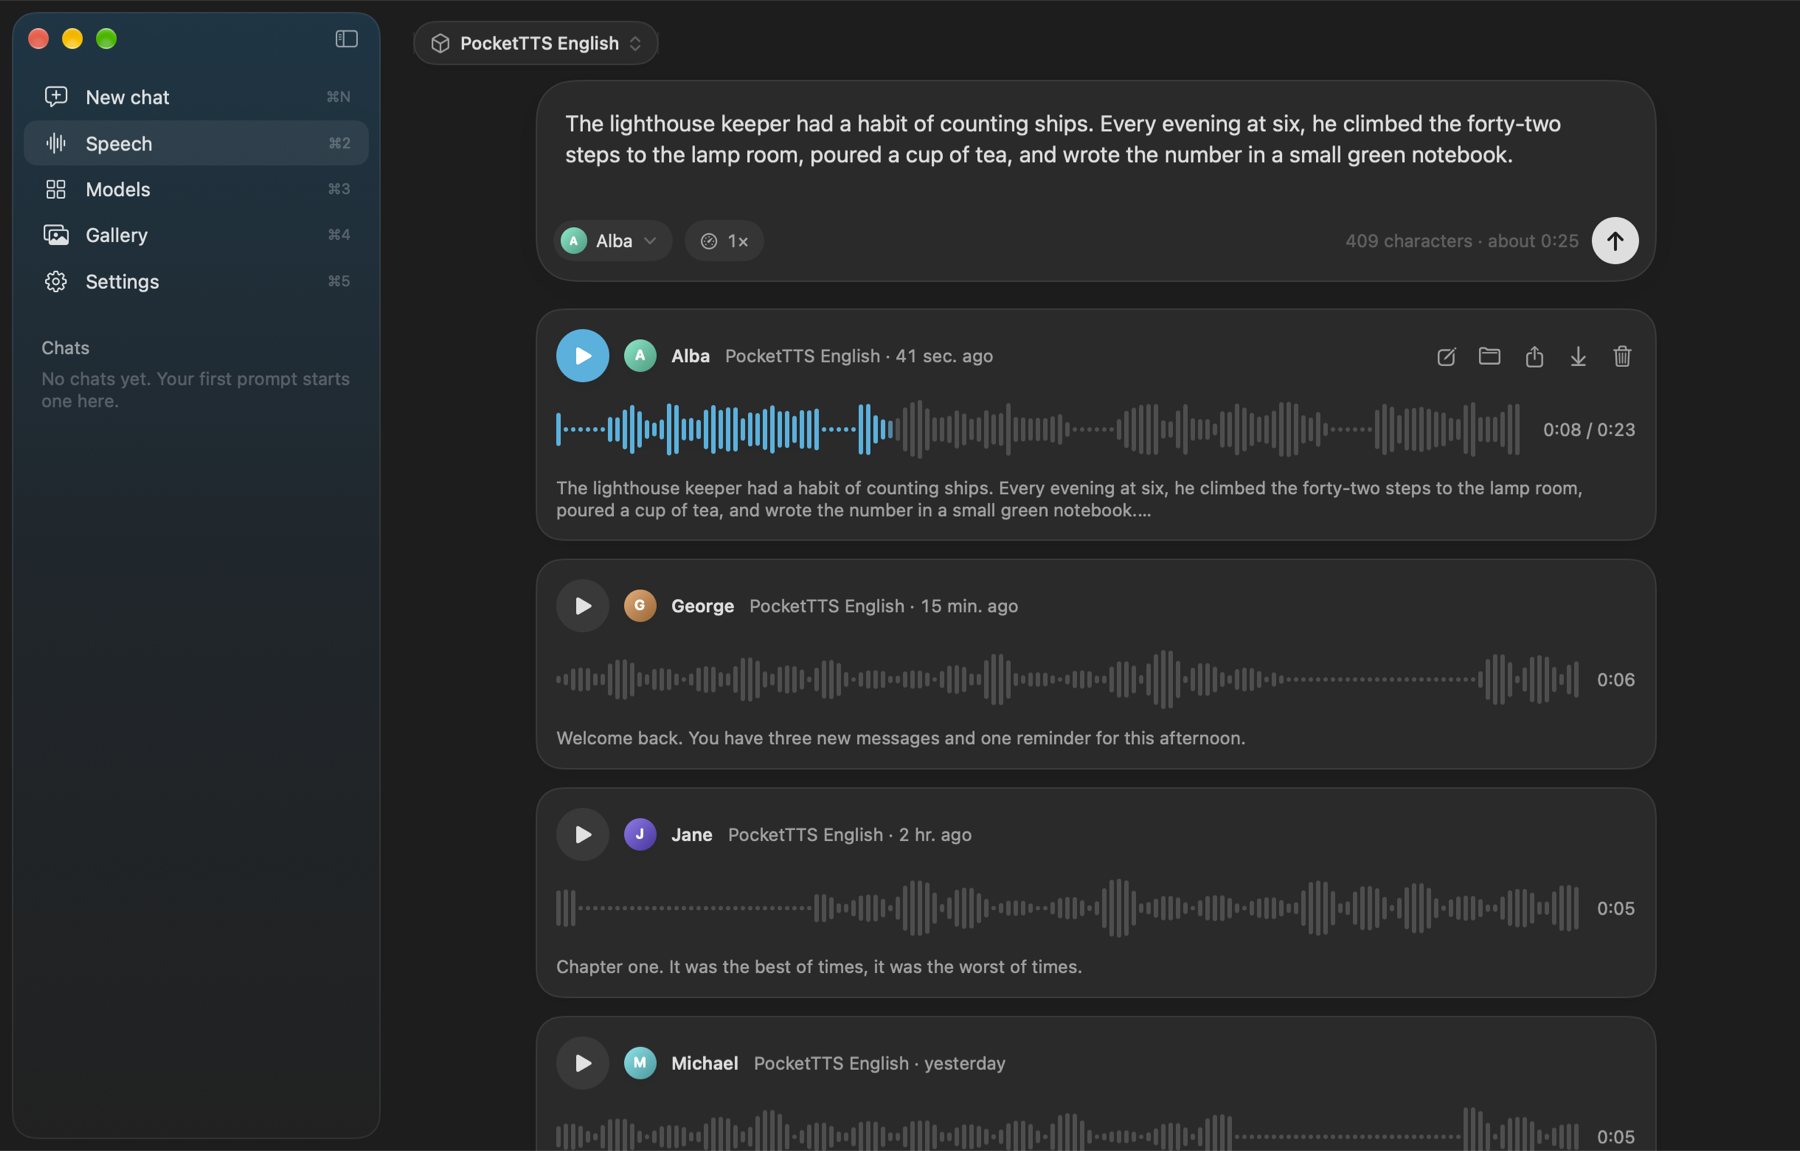 PocketTTS English
New chat ⌘N
Speech ⌘2
Models ⌘3
Gallery ⌘4
Settings ⌘5
Chats
No chats yet. Your first prompt starts
one here.
The lighthouse keeper had a habit of counting ships. Every evening at six, he climbed the forty-two
steps to the lamp room, poured a cup of tea, and wrote the number in a small green notebook.
A Alba 1× 409 characters · about 0:25
A Alba PocketTTS English · 41 sec. ago
0:08 / 0:23
The lighthouse keeper had a habit of counting ships. Every evening at six, he climbed the forty-two steps to the lamp room,
poured a cup of tea, and wrote the number in a small green notebook....
G George PocketTTS English · 15 min. ago
0:06
Welcome back. You have three new messages and one reminder for this afternoon.
J Jane PocketTTS English · 2 hr. ago
0:05
Chapter one. It was the best of times, it was the worst of times.
M Michael PocketTTS English · yesterday
0:05